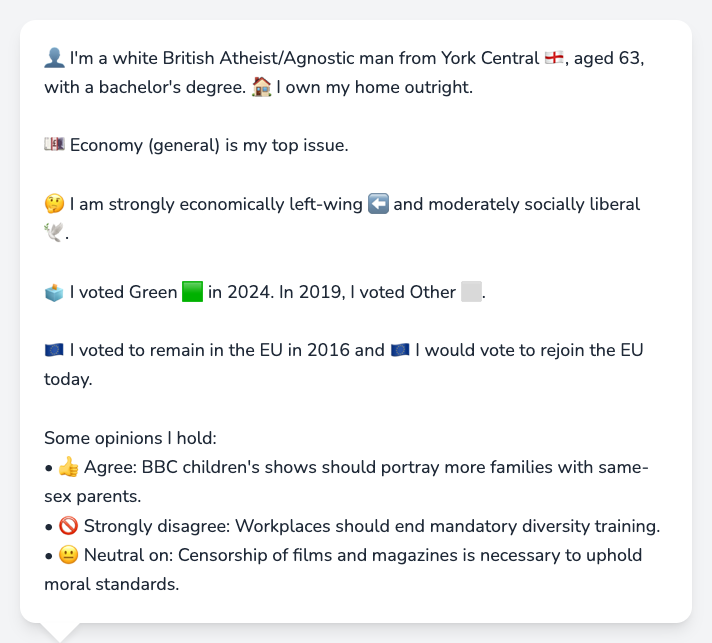 👤 I'm a white British Atheist/Agnostic man from York Central 🏴󠁧󠁢󠁥󠁮󠁧󠁿, aged 63,
with a bachelor's degree. 🏠 I own my home outright.
💷 Economy (general) is my top issue.
🤔 I am strongly economically left-wing ⬅️ and moderately socially liberal
🕊️.
🗳️ I voted Green 🟩 in 2024. In 2019, I voted Other ⬜.
🇪🇺 I voted to remain in the EU in 2016 and 🇪🇺 I would vote to rejoin the EU
today.
Some opinions I hold:
• 👍 Agree: BBC children's shows should portray more families with same-
sex parents.
• 🚫 Strongly disagree: Workplaces should end mandatory diversity training.
• 😐 Neutral on: Censorship of films and magazines is necessary to uphold
moral standards.